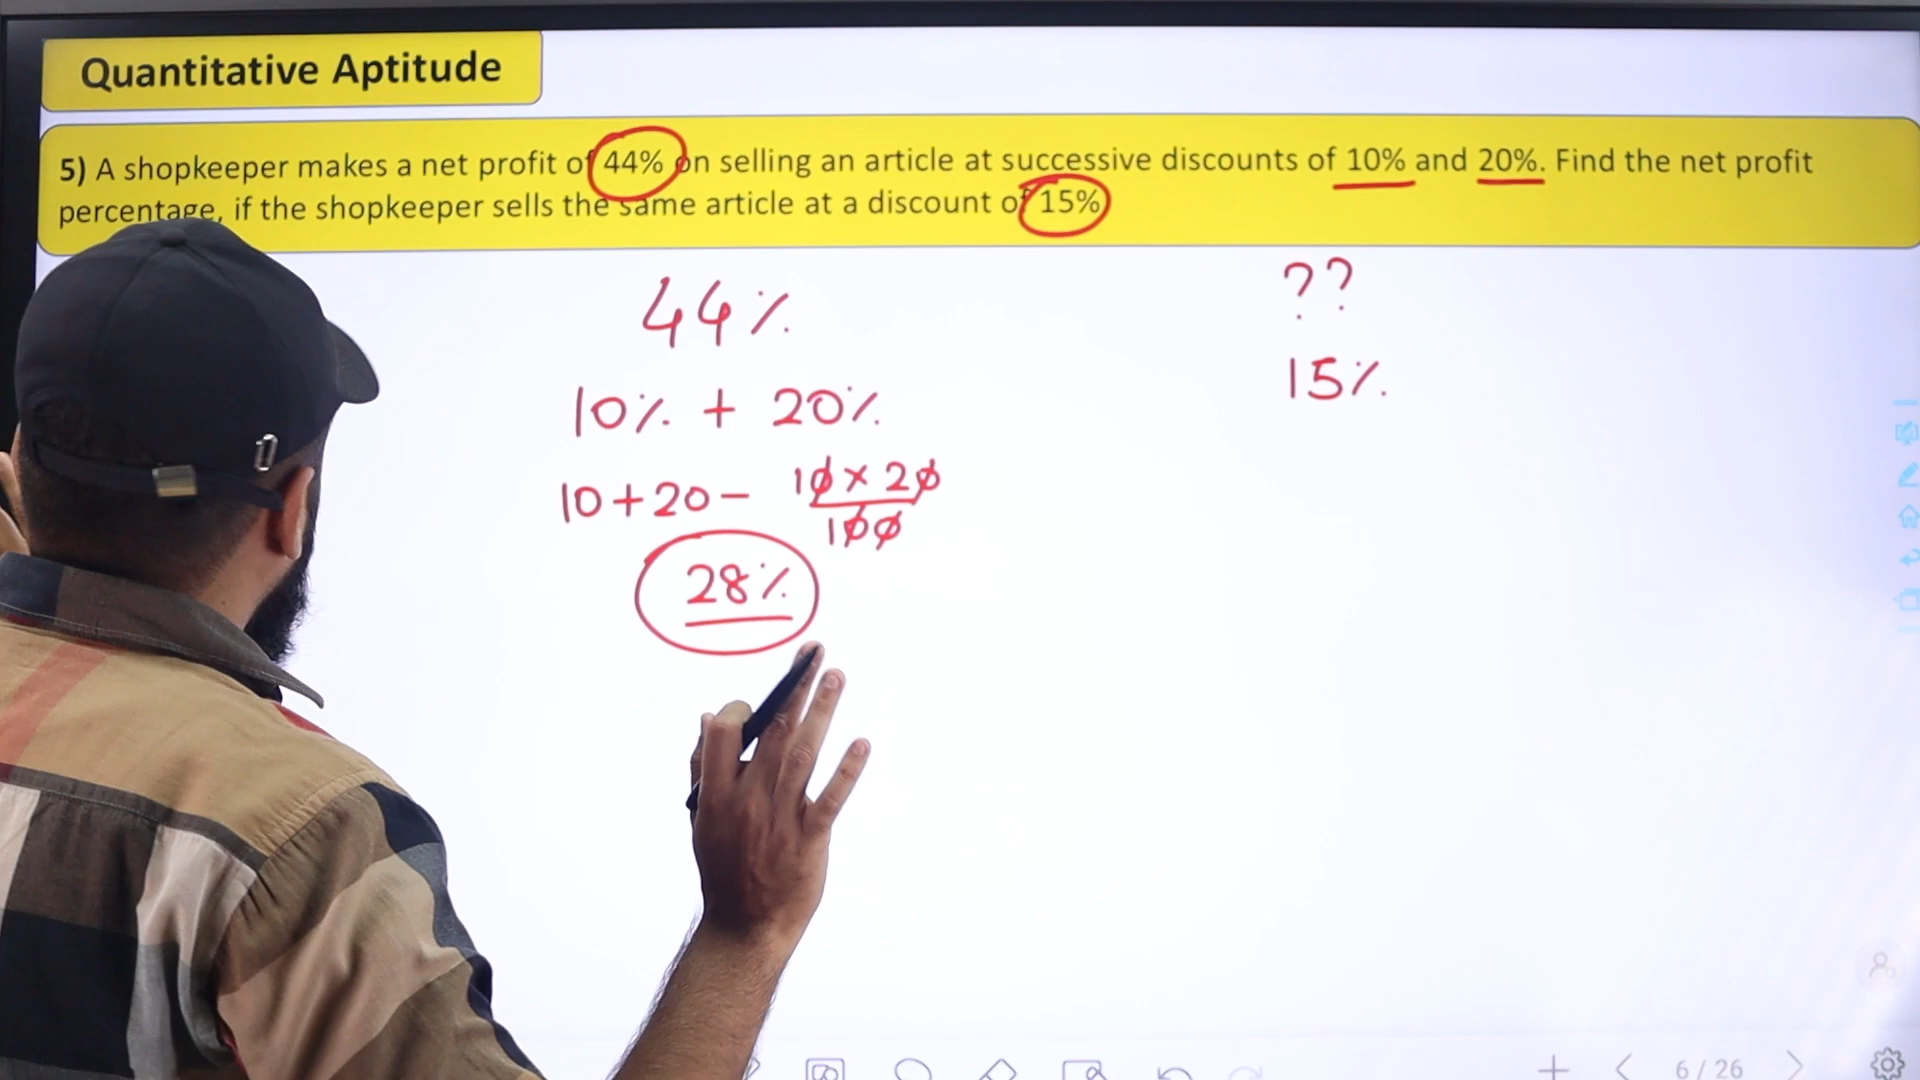 Quantitative Aptitude
5) A shopkeeper makes a net profit of 44% on selling an article at successive discounts of 10% and 20%. Find the net profit
percentage, if the shopkeeper sells the same article at a discount of 15%
44%
??
10% + 20%
15%
10+20- 10 x 20
100
28%
6 / 26